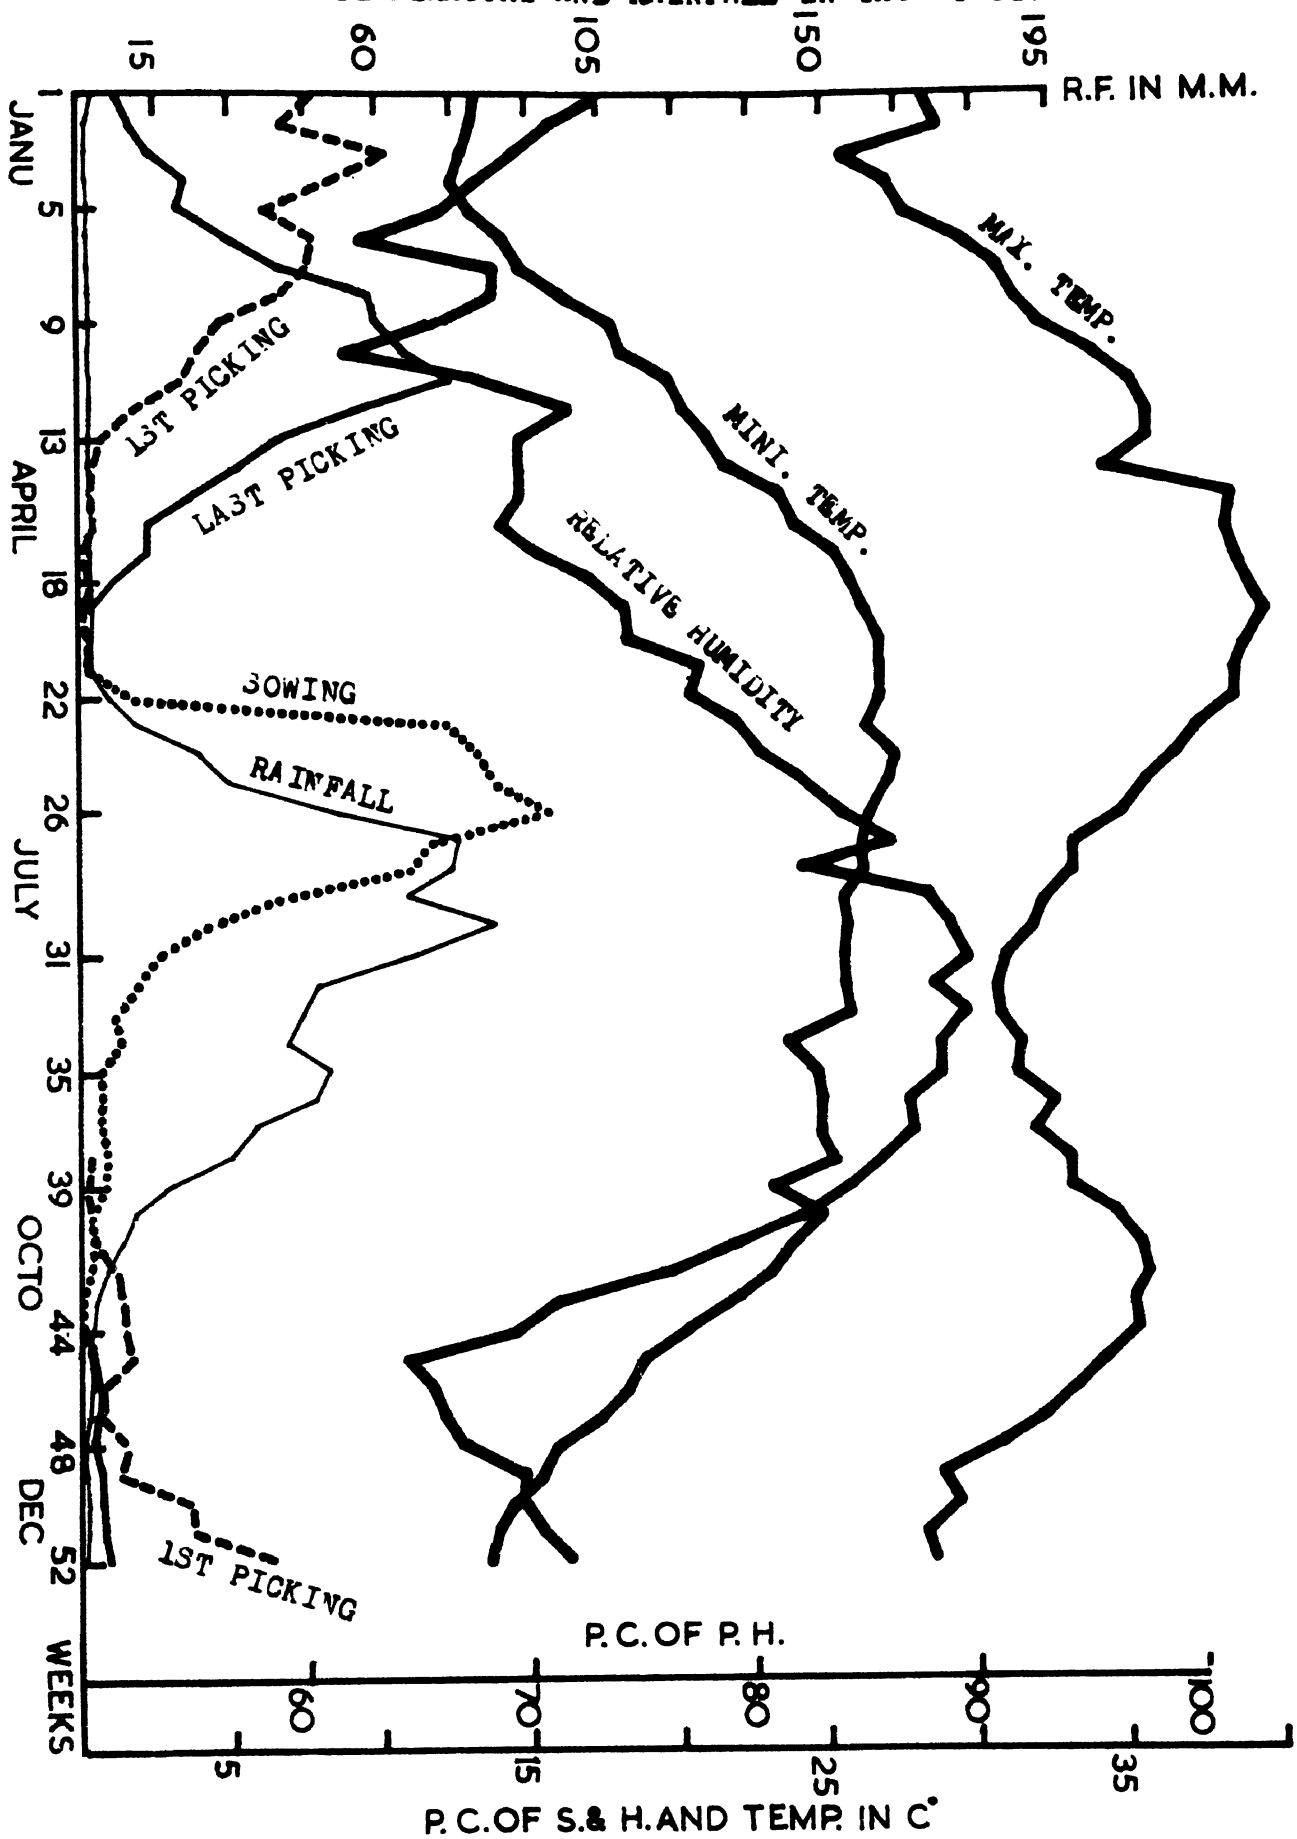 R.F. IN M.M.
15 60 105 150 195
MAX. TEMP.
MINI. TEMP.
RELATIVE HUMIDITY
1ST PICKING
LAST PICKING
SOWING
RAINFALL
1ST PICKING
1 5 9 13 18 22 26 31 35 39 44 48 52 WEEKS
JANU APRIL JULY OCTO DEC
P.C. OF P.H.
60 70 80 90 100
5 15 25 35
P.C. OF S.& H. AND TEMP. IN C°